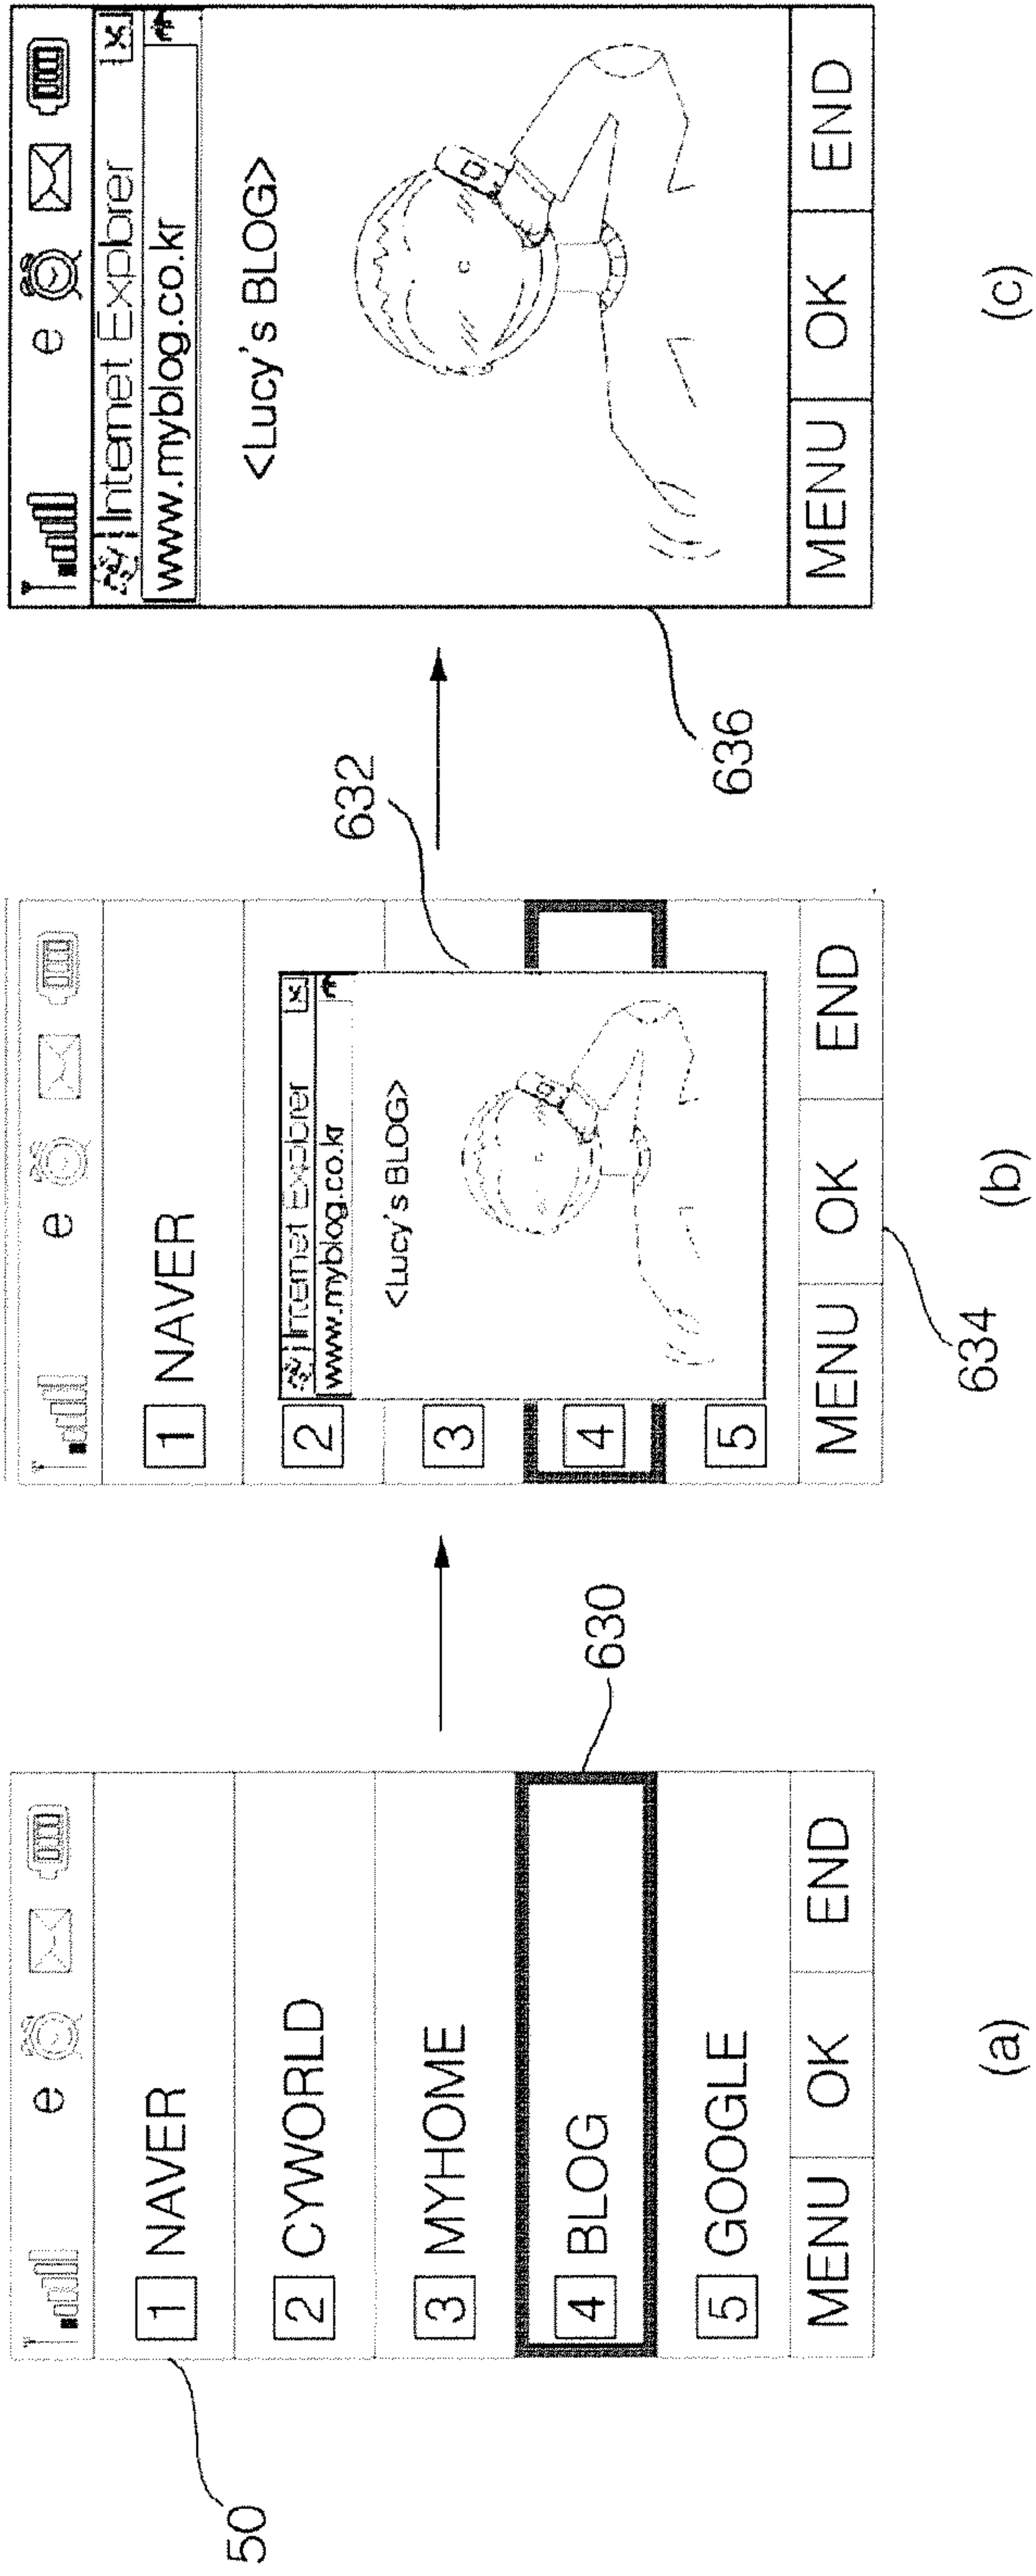 50
e
1 NAVER
2 CYWORLD
3 MYHOME
4 BLOG
5 GOOGLE
MENU OK END
630
(a)
e
1 NAVER
2
3
4
5
Internet Explorer
www.myblog.co.kr
<Lucy's BLOG>
MENU OK END
632
634
(b)
e
Internet Explorer
www.myblog.co.kr
<Lucy's BLOG>
MENU OK END
636
(c)